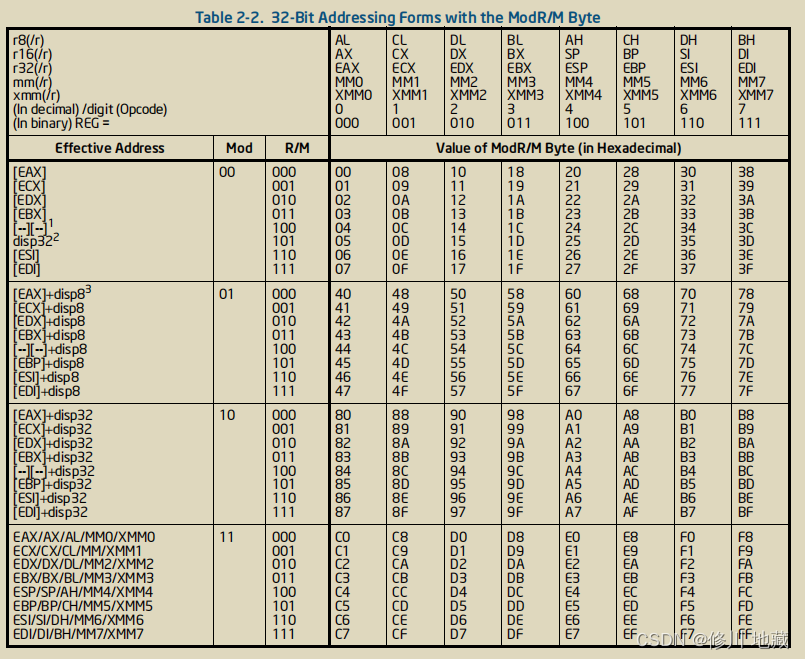 Table 2-2. 32-Bit Addressing Forms with the ModR/M Byte
r8(/r) AL CL DL BL AH CH DH BH
r16(/r) AX CX DX BX SP BP SI DI
r32(/r) EAX ECX EDX EBX ESP EBP ESI EDI
mm(/r) MM0 MM1 MM2 MM3 MM4 MM5 MM6 MM7
xmm(/r) XMM0 XMM1 XMM2 XMM3 XMM4 XMM5 XMM6 XMM7
(In decimal) /digit (Opcode) 0 1 2 3 4 5 6 7
(In binary) REG = 000 001 010 011 100 101 110 111
Effective Address Mod R/M Value of ModR/M Byte (in Hexadecimal)
[EAX] 00 000 00 08 10 18 20 28 30 38
[ECX] 001 01 09 11 19 21 29 31 39
[EDX] 010 02 0A 12 1A 22 2A 32 3A
[EBX] 011 03 0B 13 1B 23 2B 33 3B
[--][--]1 100 04 0C 14 1C 24 2C 34 3C
disp322 101 05 0D 15 1D 25 2D 35 3D
[ESI] 110 06 0E 16 1E 26 2E 36 3E
[EDI] 111 07 0F 17 1F 27 2F 37 3F
[EAX]+disp83 01 000 40 48 50 58 60 68 70 78
[ECX]+disp8 001 41 49 51 59 61 69 71 79
[EDX]+disp8 010 42 4A 52 5A 62 6A 72 7A
[EBX]+disp8 011 43 4B 53 5B 63 6B 73 7B
[--][--]+disp8 100 44 4C 54 5C 64 6C 74 7C
[EBP]+disp8 101 45 4D 55 5D 65 6D 75 7D
[ESI]+disp8 110 46 4E 56 5E 66 6E 76 7E
[EDI]+disp8 111 47 4F 57 5F 67 6F 77 7F
[EAX]+disp32 10 000 80 88 90 98 A0 A8 B0 B8
[ECX]+disp32 001 81 89 91 99 A1 A9 B1 B9
[EDX]+disp32 010 82 8A 92 9A A2 AA B2 BA
[EBX]+disp32 011 83 8B 93 9B A3 AB B3 BB
[--][--]+disp32 100 84 8C 94 9C A4 AC B4 BC
[EBP]+disp32 101 85 8D 95 9D A5 AD B5 BD
[ESI]+disp32 110 86 8E 96 9E A6 AE B6 BE
[EDI]+disp32 111 87 8F 97 9F A7 AF B7 BF
EAX/AX/AL/MM0/XMM0 11 000 C0 C8 D0 D8 E0 E8 F0 F8
ECX/CX/CL/MM/XMM1 001 C1 C9 D1 D9 E1 E9 F1 F9
EDX/DX/DL/MM2/XMM2 010 C2 CA D2 DA E2 EA F2 FA
EBX/BX/BL/MM3/XMM3 011 C3 CB D3 DB E3 EB F3 FB
ESP/SP/AH/MM4/XMM4 100 C4 CC D4 DC E4 EC F4 FC
EBP/BP/CH/MM5/XMM5 101 C5 CD D5 DD E5 ED F5 FD
ESI/SI/DH/MM6/XMM6 110 C6 CE D6 DE E6 EE F6 FE
EDI/DI/BH/MM7/XMM7 111 C7 CF D7 DF E7 EF F7 FF
CSDN @修川地藏